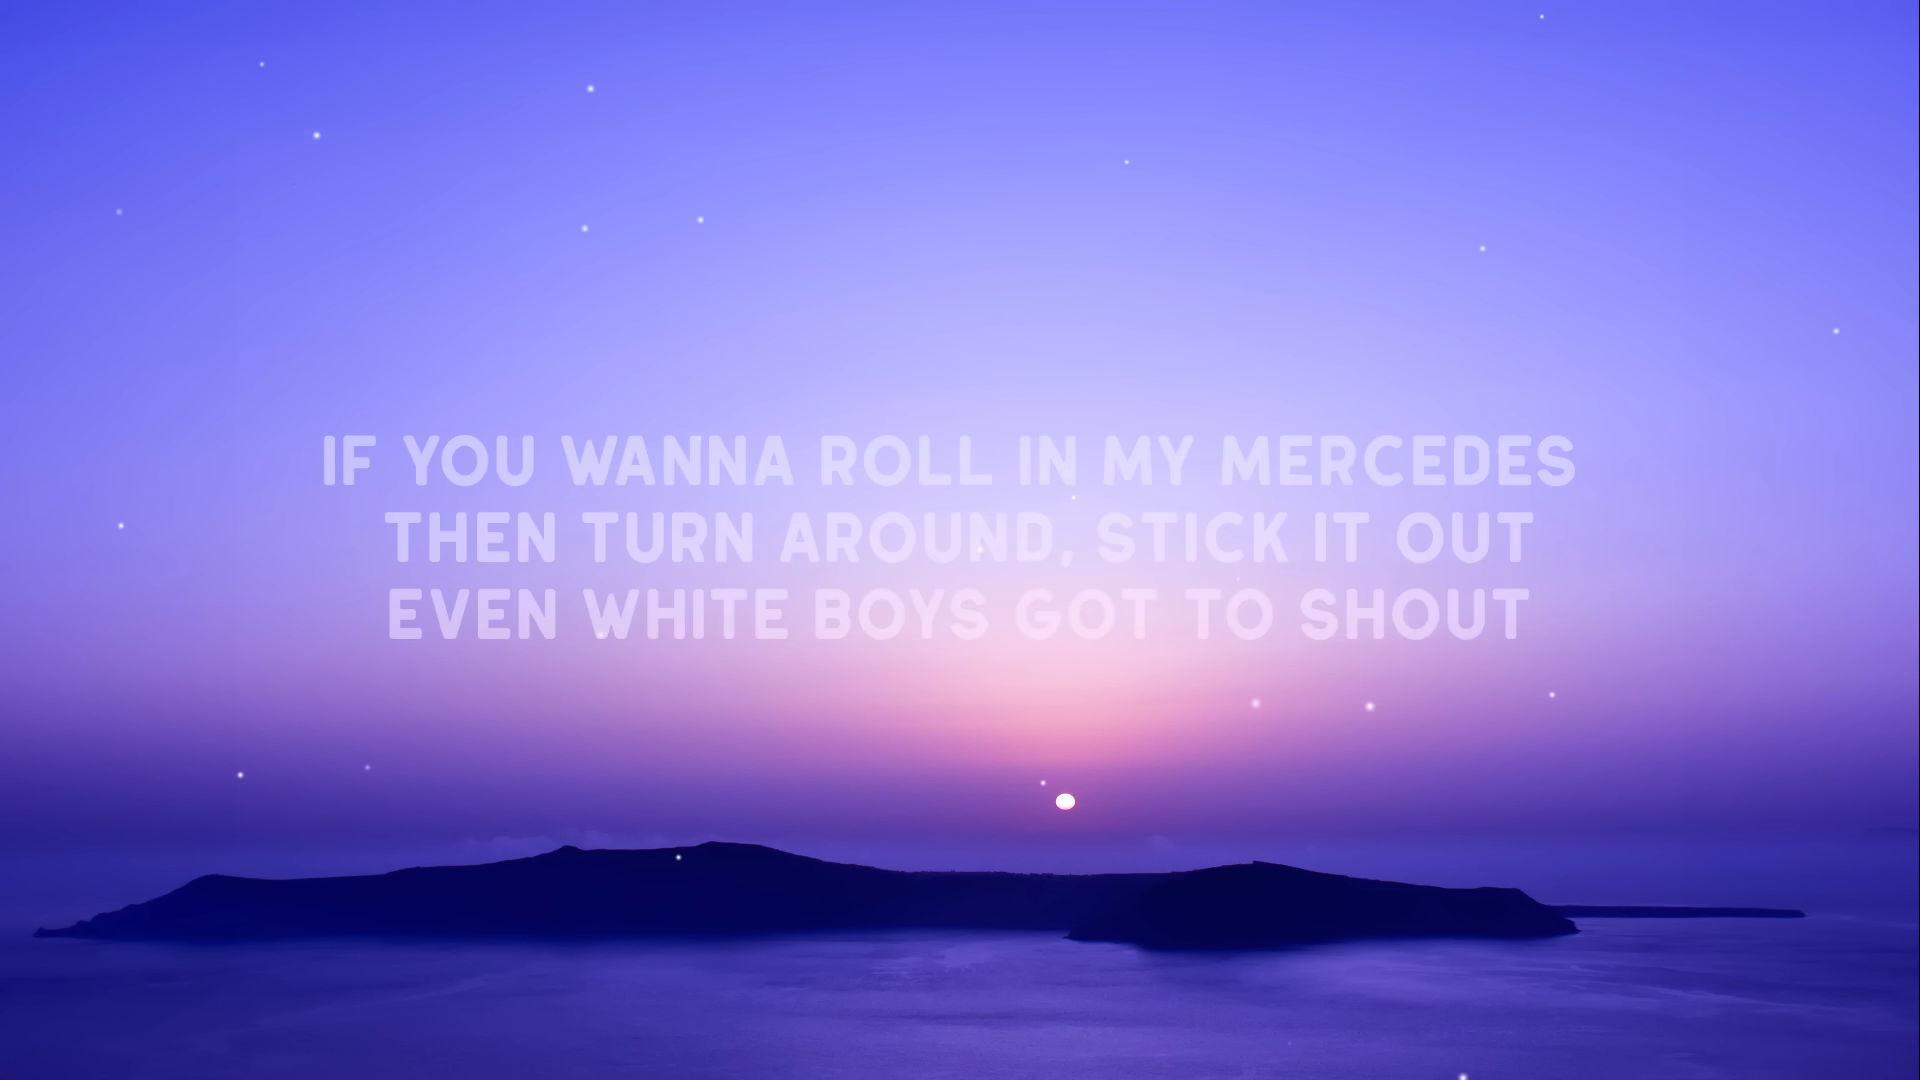 IF YOU WANNA ROLL IN MY MERCEDES
THEN TURN AROUND, STICK IT OUT
EVEN WHITE BOYS GOT TO SHOUT